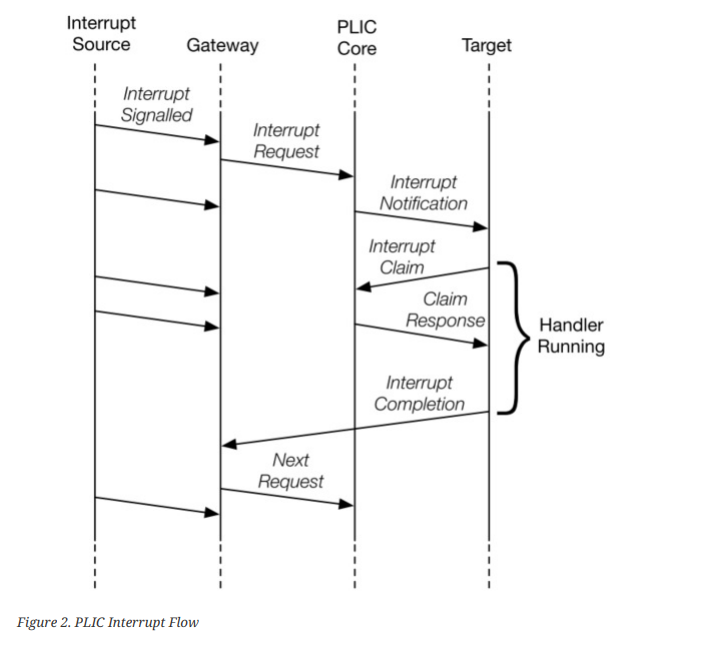 Interrupt
Source
Gateway
PLIC
Core
Target
Interrupt
Signalled
Interrupt
Request
Interrupt
Notification
Interrupt
Claim
Claim
Response
Handler
Running
Interrupt
Completion
Next
Request
Figure 2. PLIC Interrupt Flow